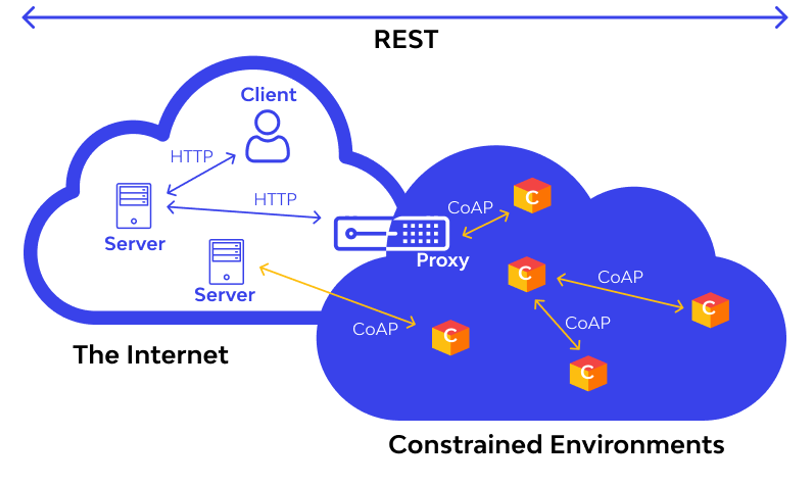 REST
Client
HTTP
HTTP
Server
Server
The Internet
Proxy
CoAP
C
C
CoAP
C
CoAP
C
CoAP
C
Constrained Environments